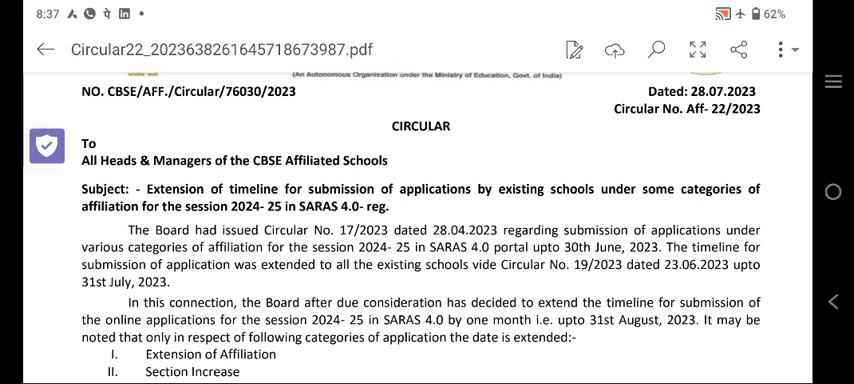 8:37 पे in •
62%
Circular22_2023638261645718673987.pdf
(An Autonomous Organisation under the Ministry of Education, Govt. of India)
NO. CBSE/AFF./Circular/76030/2023 Dated: 28.07.2023
Circular No. Aff- 22/2023
CIRCULAR
To
All Heads & Managers of the CBSE Affiliated Schools
Subject: - Extension of timeline for submission of applications by existing schools under some categories of
affiliation for the session 2024- 25 in SARAS 4.0- reg.
The Board had issued Circular No. 17/2023 dated 28.04.2023 regarding submission of applications under
various categories of affiliation for the session 2024- 25 in SARAS 4.0 portal upto 30th June, 2023. The timeline for
submission of application was extended to all the existing schools vide Circular No. 19/2023 dated 23.06.2023 upto
31st July, 2023.
In this connection, the Board after due consideration has decided to extend the timeline for submission of
the online applications for the session 2024- 25 in SARAS 4.0 by one month i.e. upto 31st August, 2023. It may be
noted that only in respect of following categories of application the date is extended:-
I. Extension of Affiliation
II. Section Increase